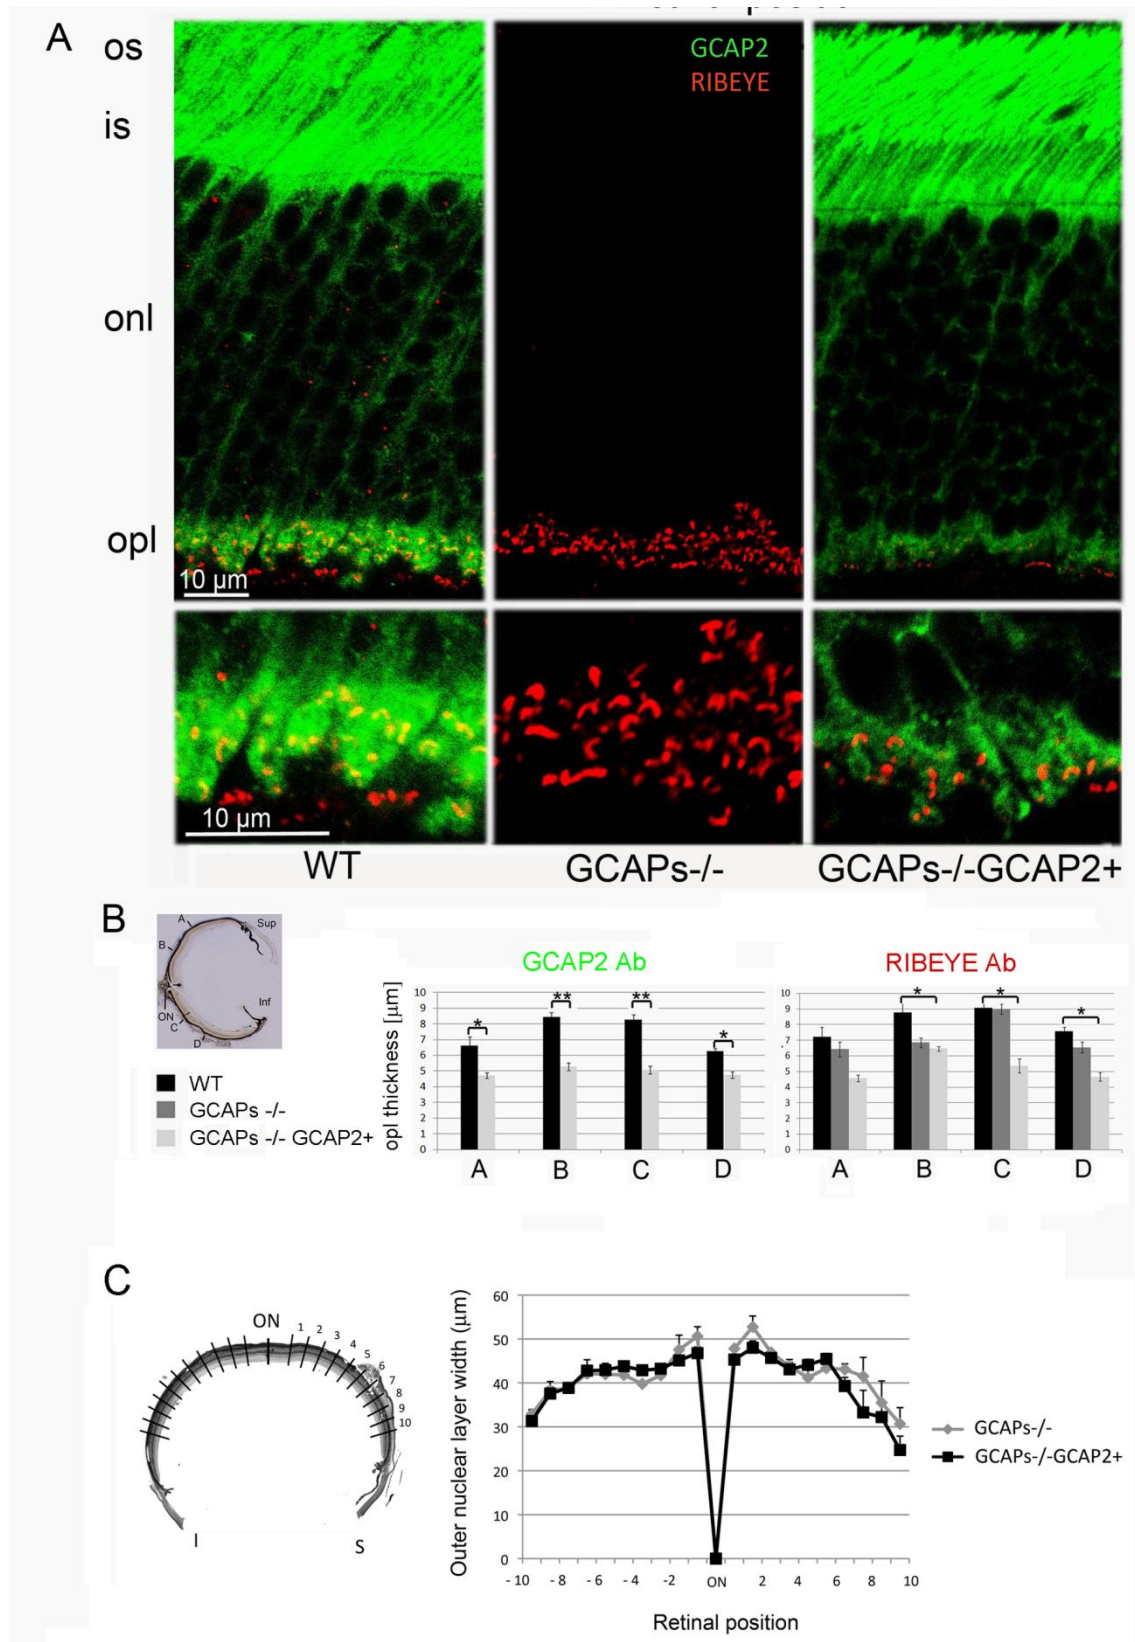 A
os
is
onl
opl
GCAP2
RIBEYE
10 µm
10 µm
WT
GCAPs-/-
GCAPs-/-GCAP2+
B
A
B
ON
C
D
Sup
Inf
WT
GCAPs -/-
GCAPs -/- GCAP2+
GCAP2 Ab
opl thickness [µm]
10
9
8
7
6
5
4
3
2
1
0
* ** ** *
A B C D
RIBEYE Ab
10
9
8
7
6
5
4
3
2
1
0
* * *
A B C D
C
ON
1
2
3
4
5
6
7
8
9
10
I
S
Outer nuclear layer width (µm)
60
50
40
30
20
10
0
- 10 - 8 - 6 - 4 -2 ON 2 4 6 8 10
Retinal position
GCAPs-/-
GCAPs-/-GCAP2+